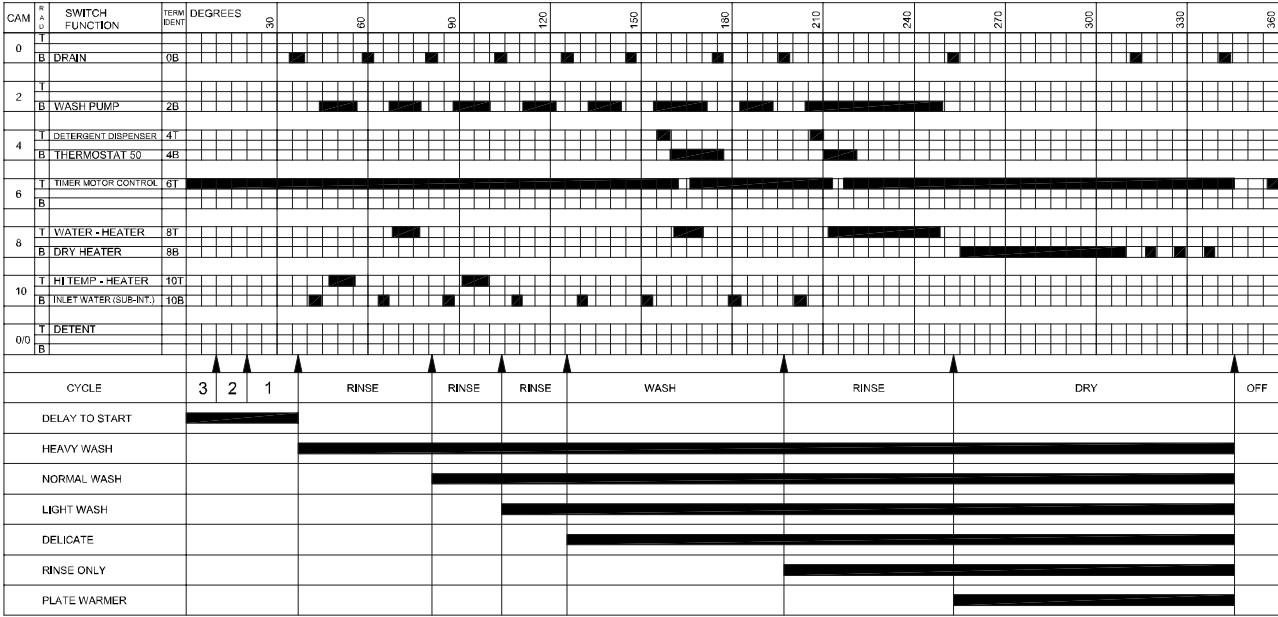 CAM RAD SWITCH FUNCTION TERM IDENT DEGREES 30 60 90 120 150 180 210 240 270 300 330 360
0 T
B DRAIN 0B
2 T
B WASH PUMP 2B
4 T DETERGENT DISPENSER 4T
B THERMOSTAT 50 4B
6 T TIMER MOTOR CONTROL 6T
B
8 T WATER - HEATER 8T
B DRY HEATER 8B
10 T HI TEMP - HEATER 10T
B INLET WATER (SUB-INT.) 10B
0/0 T DETENT
B
CYCLE 3 2 1 RINSE RINSE RINSE WASH RINSE DRY OFF
DELAY TO START
HEAVY WASH
NORMAL WASH
LIGHT WASH
DELICATE
RINSE ONLY
PLATE WARMER